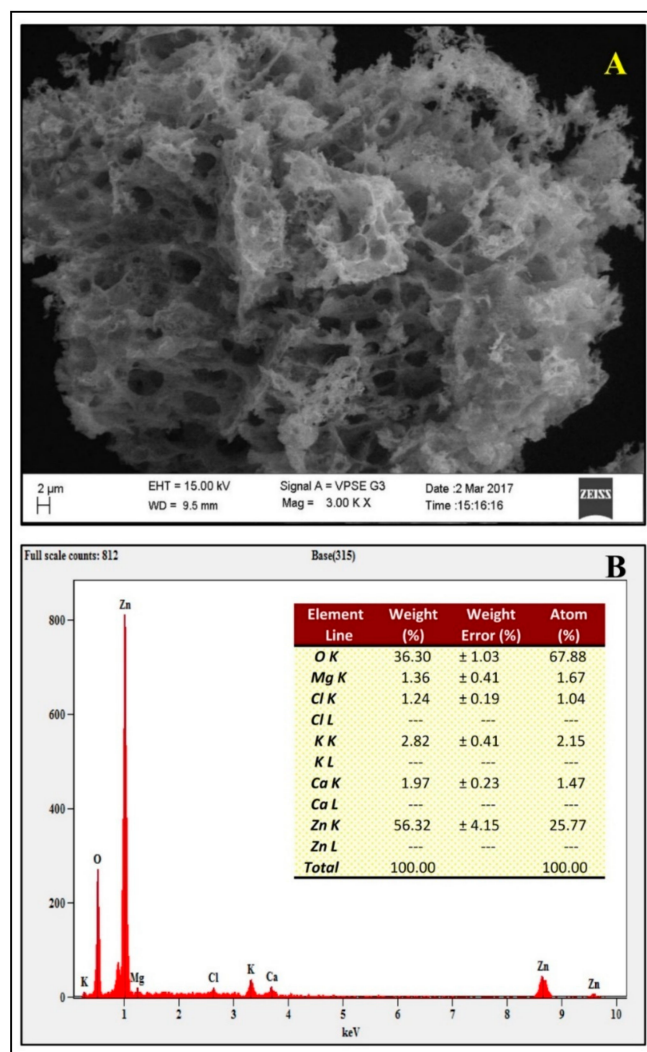 A
2 µm
EHT = 15.00 kV
WD = 9.5 mm
Signal A = VPSE G3
Mag = 3.00 K X
Date :2 Mar 2017
Time :15:16:16
ZEISS
Full scale counts: 812
Base(315)
B
Element Line Weight (%) Weight Error (%) Atom (%)
O K 36.30 ± 1.03 67.88
Mg K 1.36 ± 0.41 1.67
Cl K 1.24 ± 0.19 1.04
Cl L --- --- ---
K K 2.82 ± 0.41 2.15
K L --- --- ---
Ca K 1.97 ± 0.23 1.47
Ca L --- --- ---
Zn K 56.32 ± 4.15 25.77
Zn L --- --- ---
Total 100.00 100.00
800
600
400
200
0
Zn
O
K
Mg
Cl
K
Ca
Zn
Zn
1 2 3 4 5 6 7 8 9 10
keV